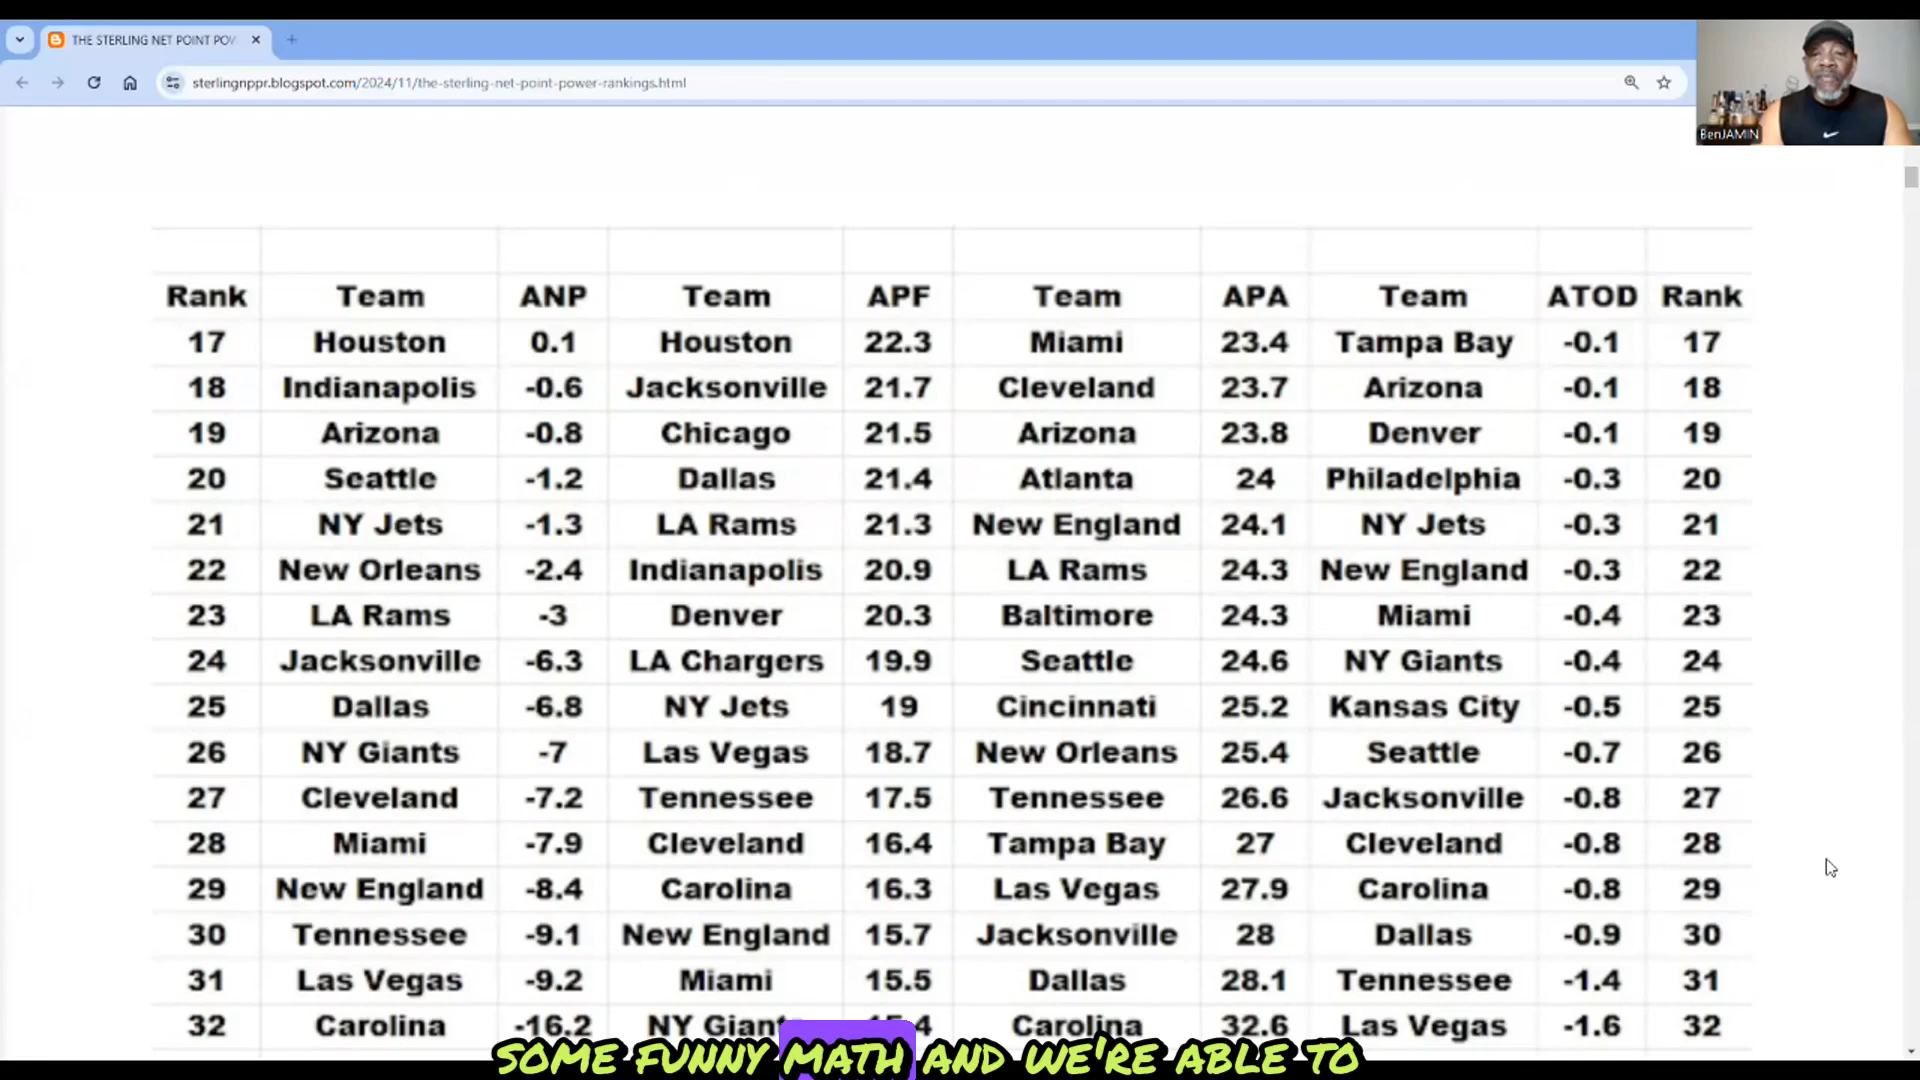 THE STERLING NET POINT POW
sterlingnppr.blogspot.com/2024/11/the-sterling-net-point-power-rankings.html
BenJAMIN
Rank Team ANP Team APF Team APA Team ATOD Rank
17 Houston 0.1 Houston 22.3 Miami 23.4 Tampa Bay -0.1 17
18 Indianapolis -0.6 Jacksonville 21.7 Cleveland 23.7 Arizona -0.1 18
19 Arizona -0.8 Chicago 21.5 Arizona 23.8 Denver -0.1 19
20 Seattle -1.2 Dallas 21.4 Atlanta 24 Philadelphia -0.3 20
21 NY Jets -1.3 LA Rams 21.3 New England 24.1 NY Jets -0.3 21
22 New Orleans -2.4 Indianapolis 20.9 LA Rams 24.3 New England -0.3 22
23 LA Rams -3 Denver 20.3 Baltimore 24.3 Miami -0.4 23
24 Jacksonville -6.3 LA Chargers 19.9 Seattle 24.6 NY Giants -0.4 24
25 Dallas -6.8 NY Jets 19 Cincinnati 25.2 Kansas City -0.5 25
26 NY Giants -7 Las Vegas 18.7 New Orleans 25.4 Seattle -0.7 26
27 Cleveland -7.2 Tennessee 17.5 Tennessee 26.6 Jacksonville -0.8 27
28 Miami -7.9 Cleveland 16.4 Tampa Bay 27 Cleveland -0.8 28
29 New England -8.4 Carolina 16.3 Las Vegas 27.9 Carolina -0.8 29
30 Tennessee -9.1 New England 15.7 Jacksonville 28 Dallas -0.9 30
31 Las Vegas -9.2 Miami 15.5 Dallas 28.1 Tennessee -1.4 31
32 Carolina -16.2 NY Carolina 32.6 Las Vegas -1.6 32
SOME FUNNY MATH AND WE'RE ABLE TO